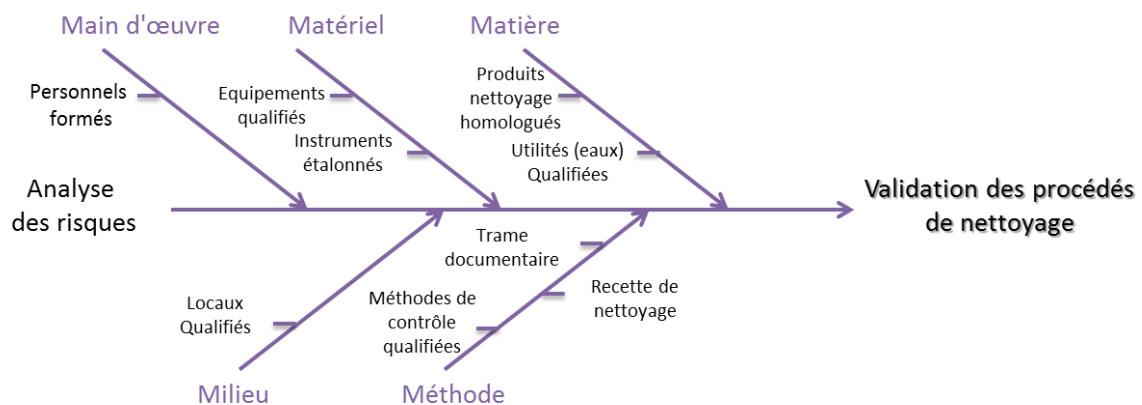 Main d'œuvre
Matériel
Matière
Personnels
formés
Equipements
qualifiés
Instruments
étalonnés
Produits
nettoyage
homologués
Utilités (eaux)
Qualifiées
Analyse
des risques
Validation des procédés
de nettoyage
Locaux
Qualifiés
Trame
documentaire
Méthodes de
contrôle
qualifiées
Recette de
nettoyage
Milieu
Méthode